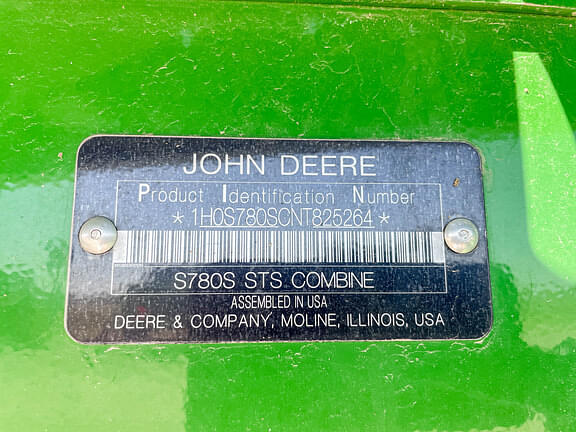 JOHN DEERE
Product Identification Number
*1H0S780SCNT825264*
S780S STS COMBINE
ASSEMBLED IN USA
DEERE & COMPANY, MOLINE, ILLINOIS, USA